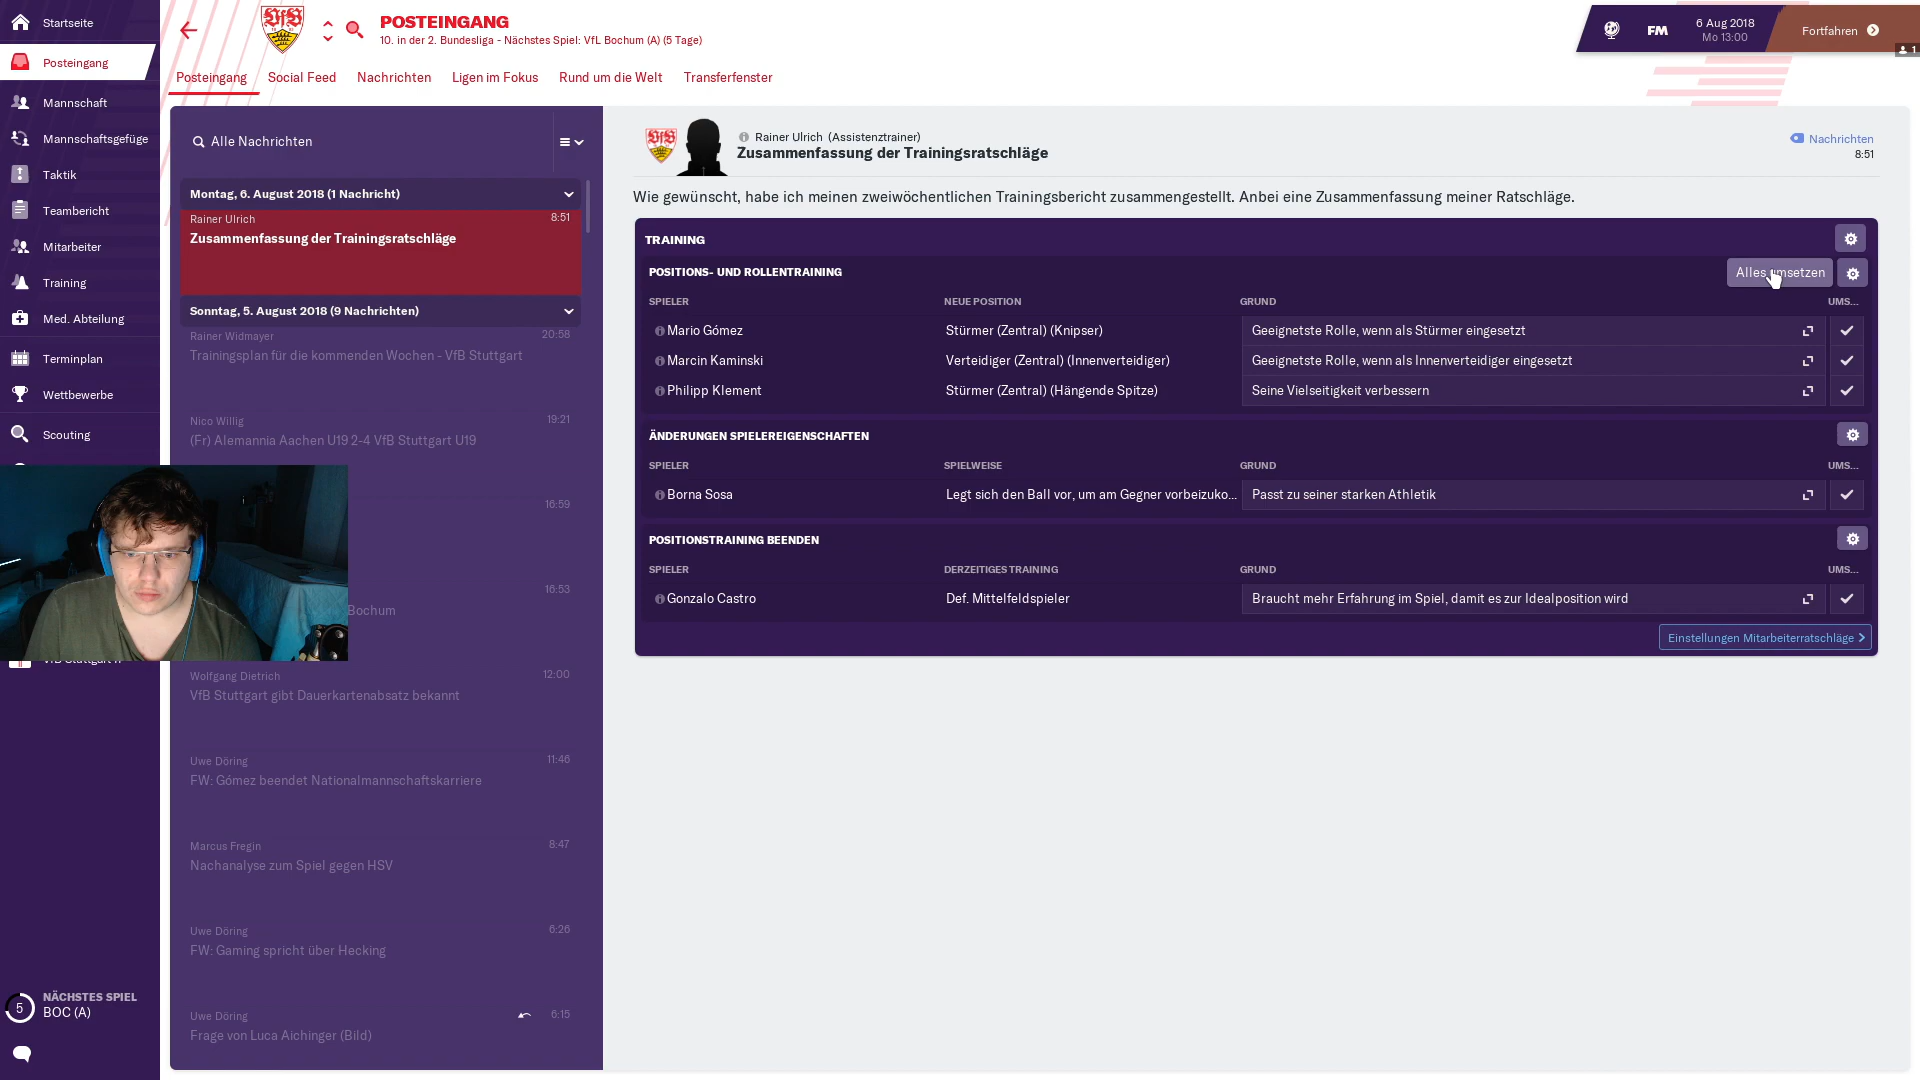 Startseite
Posteingang
Mannschaft
Mannschaftsgefüge
Taktik
Teambericht
Mitarbeiter
Training
Med. Abteilung
Terminplan
Wettbewerbe
Scouting
NÄCHSTES SPIEL
5
BOC (A)
POSTEINGANG
10. in der 2. Bundesliga - Nächstes Spiel: VfL Bochum (A) (5 Tage)
FM
6 Aug 2018
Mo 13:00
Fortfahren
1
Posteingang Social Feed Nachrichten Ligen im Fokus Rund um die Welt Transferfenster
Alle Nachrichten
Montag, 6. August 2018 (1 Nachricht)
Rainer Ulrich 8:51
Zusammenfassung der Trainingsratschläge
Sonntag, 5. August 2018 (9 Nachrichten)
Rainer Widmayer 20:58
Trainingsplan für die kommenden Wochen - VfB Stuttgart
Nico Willig 19:21
(Fr) Alemannia Aachen U19 2-4 VfB Stuttgart U19
16:59
16:53
Bochum
Wolfgang Dietrich 12:00
VfB Stuttgart gibt Dauerkartenabsatz bekannt
Uwe Döring 11:46
FW: Gómez beendet Nationalmannschaftskarriere
Marcus Fregin 8:47
Nachanalyse zum Spiel gegen HSV
Uwe Döring 6:26
FW: Gaming spricht über Hecking
Uwe Döring 6:15
Frage von Luca Aichinger (Bild)
Rainer Ulrich (Assistenztrainer)
Zusammenfassung der Trainingsratschläge
Nachrichten
8:51
Wie gewünscht, habe ich meinen zweiwöchentlichen Trainingsbericht zusammengestellt. Anbei eine Zusammenfassung meiner Ratschläge.
TRAINING
POSITIONS- UND ROLLENTRAINING
Alles umsetzen
SPIELER NEUE POSITION GRUND UMS...
Mario Gómez Stürmer (Zentral) (Knipser) Geeignetste Rolle, wenn als Stürmer eingesetzt
Marcin Kaminski Verteidiger (Zentral) (Innenverteidiger) Geeignetste Rolle, wenn als Innenverteidiger eingesetzt
Philipp Klement Stürmer (Zentral) (Hängende Spitze) Seine Vielseitigkeit verbessern
ÄNDERUNGEN SPIELEREIGENSCHAFTEN
SPIELER SPIELWEISE GRUND UMS...
Borna Sosa Legt sich den Ball vor, um am Gegner vorbeizuko... Passt zu seiner starken Athletik
POSITIONSTRAINING BEENDEN
SPIELER DERZEITIGES TRAINING GRUND UMS...
Gonzalo Castro Def. Mittelfeldspieler Braucht mehr Erfahrung im Spiel, damit es zur Idealposition wird
Einstellungen Mitarbeiterratschläge